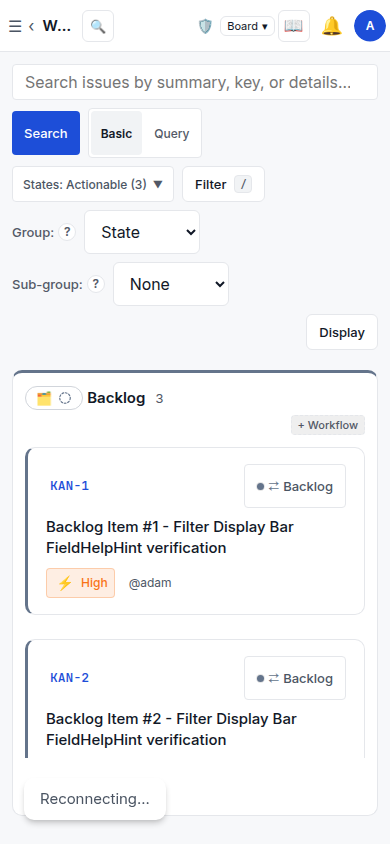 W...
Board ▾
A
Search issues by summary, key, or details...
Search
Basic
Query
States: Actionable (3) ▼
Filter /
Group: ? State
Sub-group: ? None
Display
Backlog 3
+ Workflow
KAN-1
⇄ Backlog
Backlog Item #1 - Filter Display Bar
FieldHelpHint verification
⚡ High @adam
KAN-2
⇄ Backlog
Backlog Item #2 - Filter Display Bar
FieldHelpHint verification
Reconnecting...